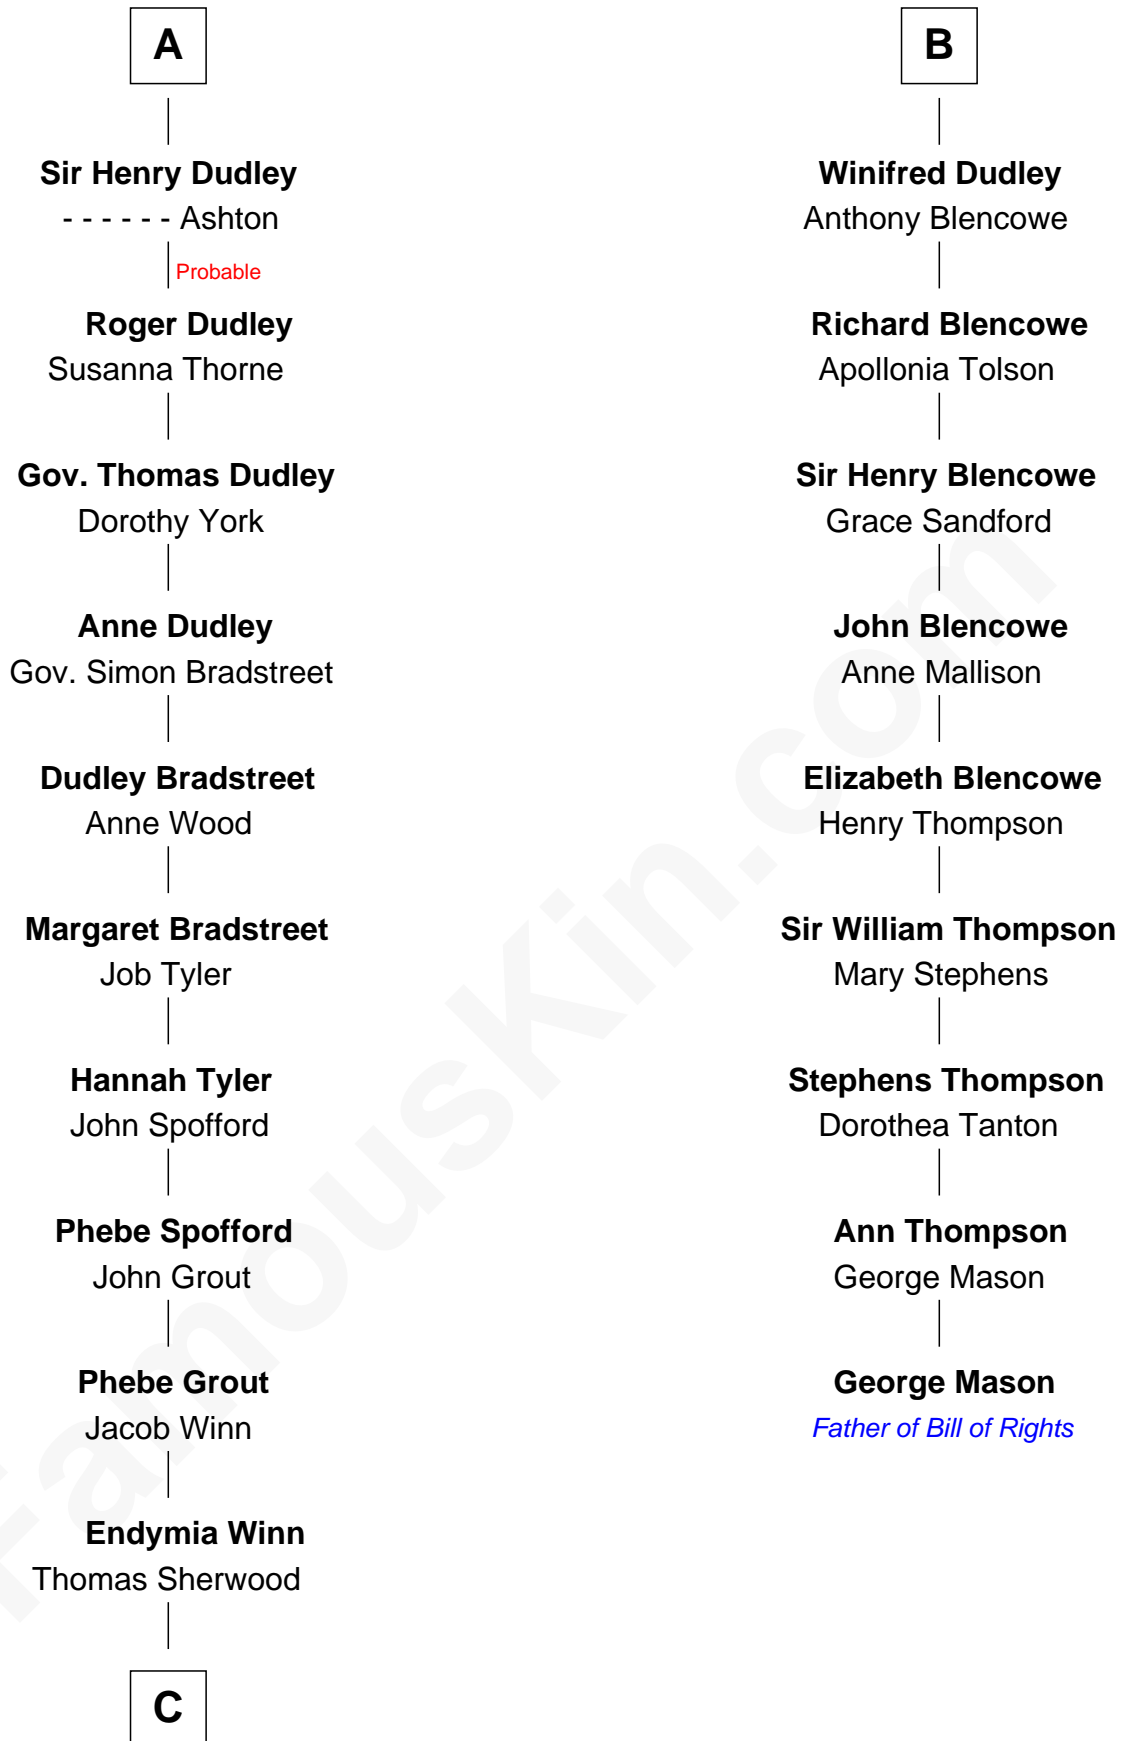 A
Sir Henry Dudley
- - - - - - Ashton
Probable
Roger Dudley
Susanna Thorne
Gov. Thomas Dudley
Dorothy York
Anne Dudley
Gov. Simon Bradstreet
Dudley Bradstreet
Anne Wood
Margaret Bradstreet
Job Tyler
Hannah Tyler
John Spofford
Phebe Spofford
John Grout
Phebe Grout
Jacob Winn
Endymia Winn
Thomas Sherwood
C
B
Winifred Dudley
Anthony Blencowe
Richard Blencowe
Apollonia Tolson
Sir Henry Blencowe
Grace Sandford
John Blencowe
Anne Mallison
Elizabeth Blencowe
Henry Thompson
Sir William Thompson
Mary Stephens
Stephens Thompson
Dorothea Tanton
Ann Thompson
George Mason
George Mason
Father of Bill of Rights
FamousKin.com